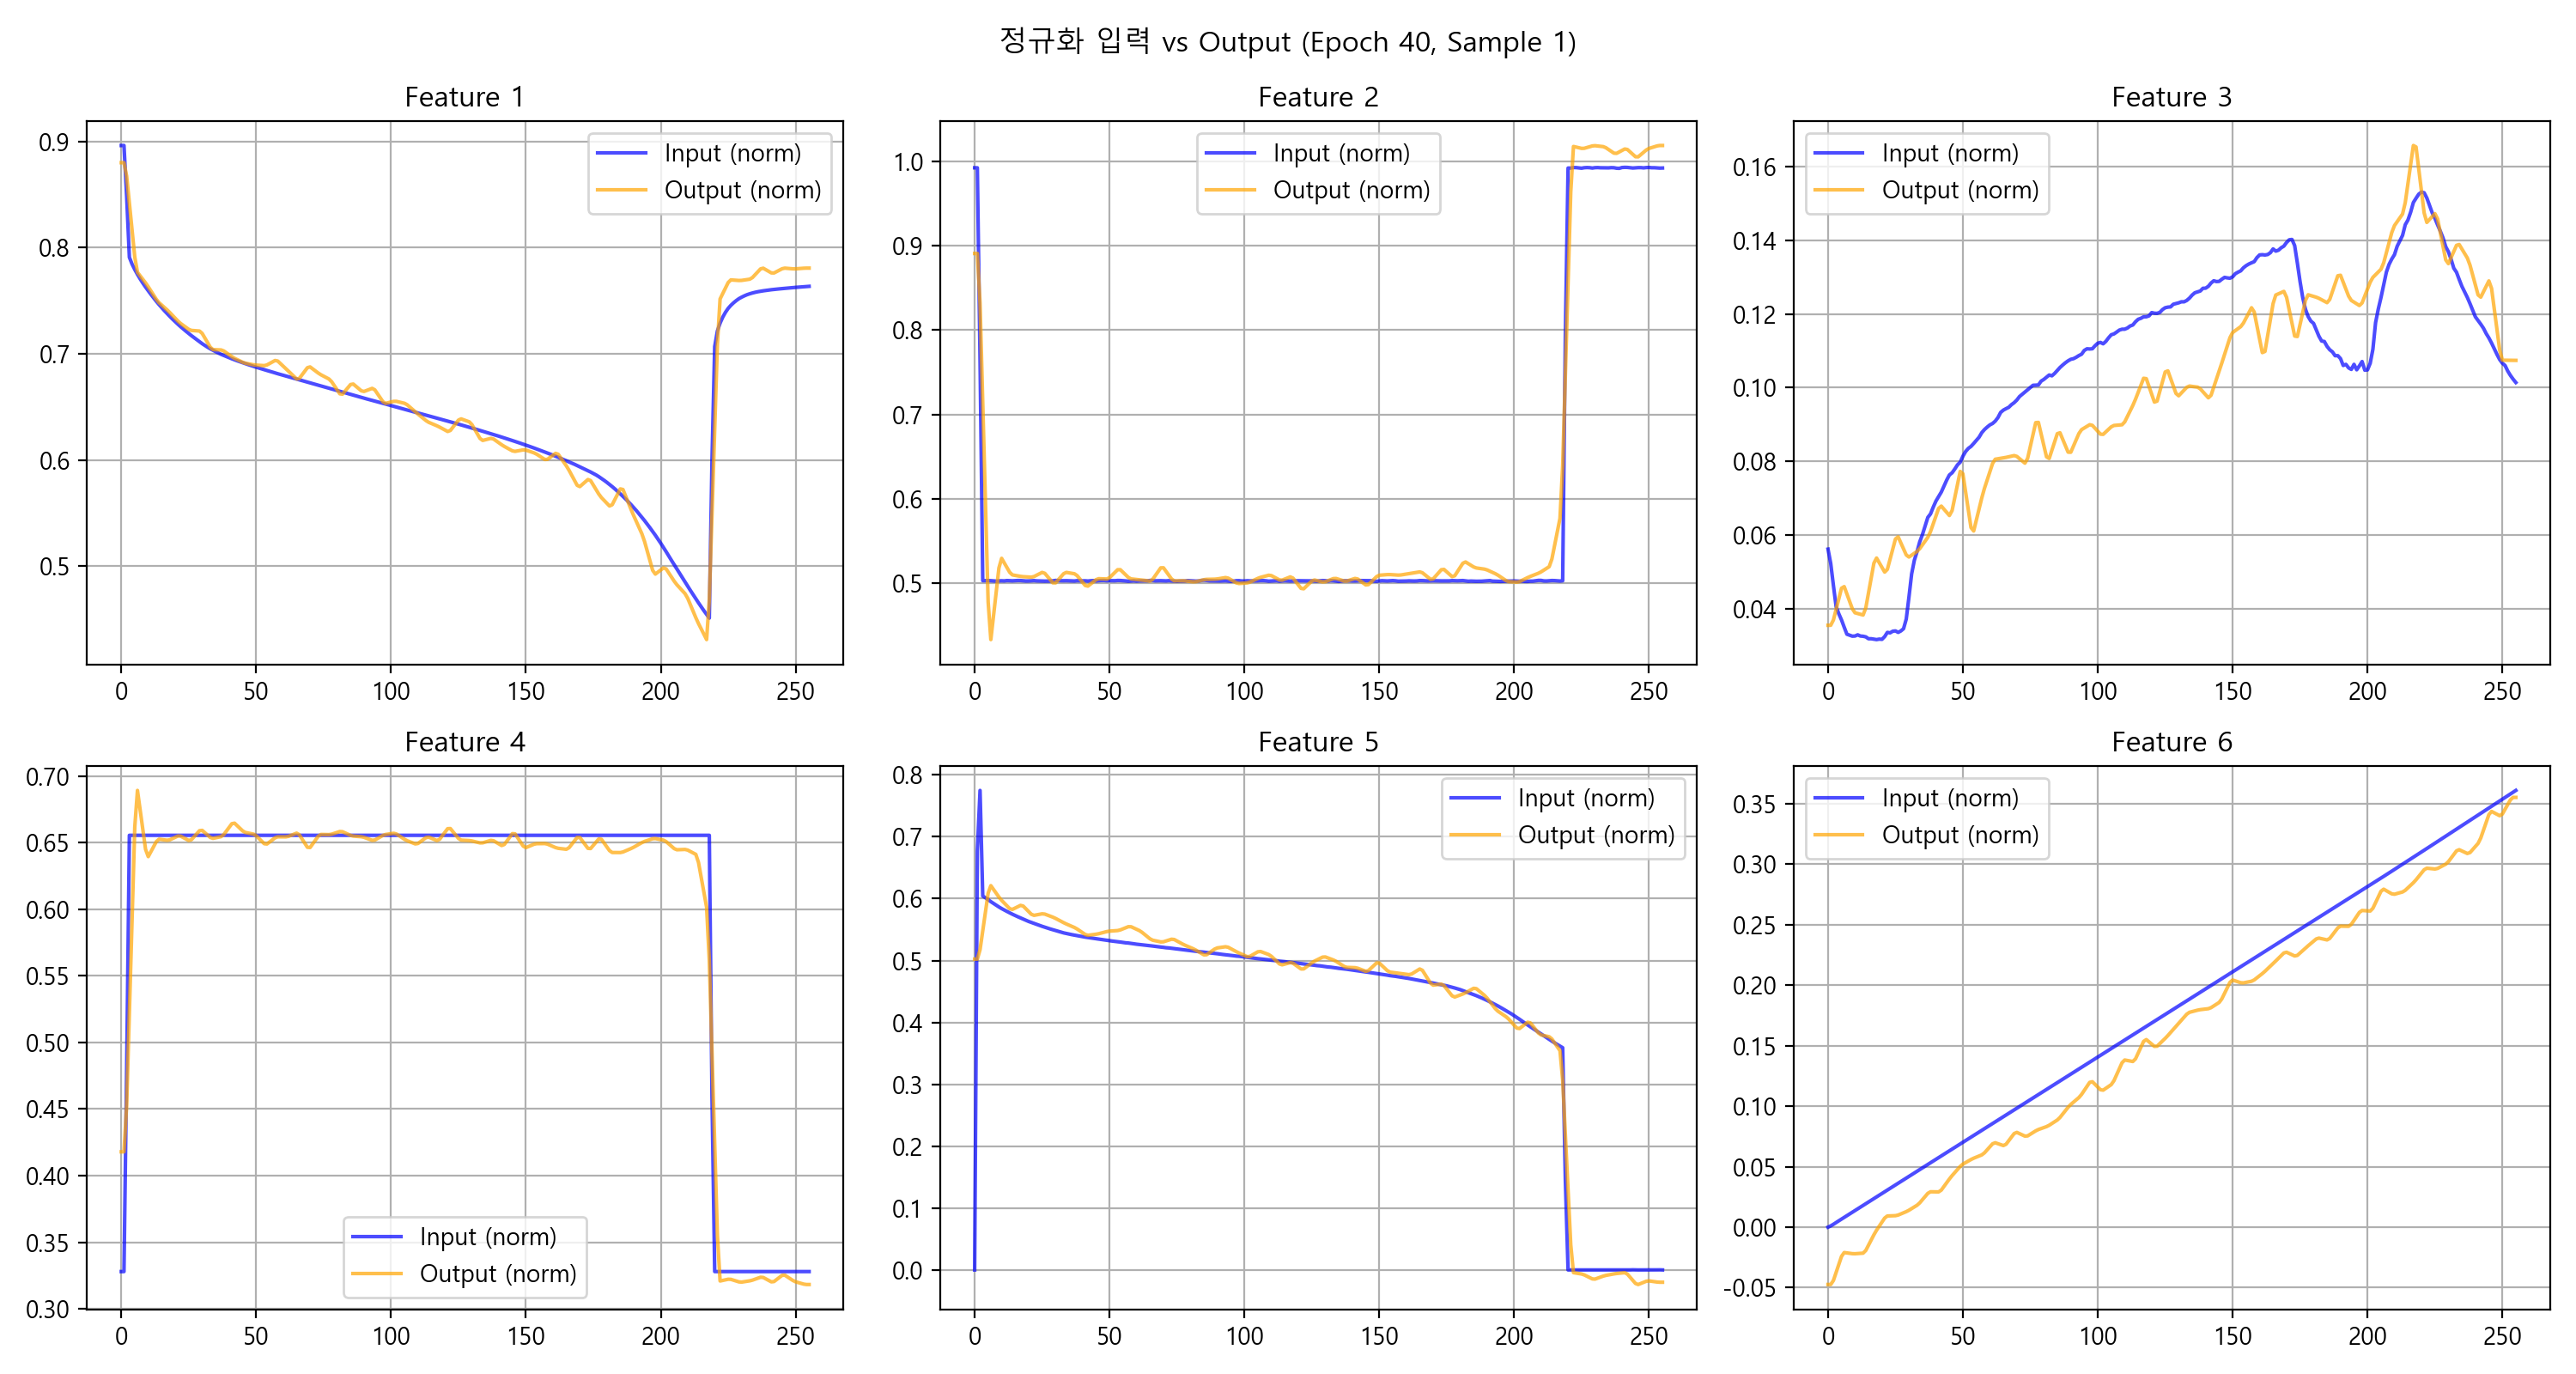 정규화 입력 vs Output (Epoch 40, Sample 1)
Feature 1
0.9
0.8
0.7
0.6
0.5
0 50 100 150 200 250
Input (norm)
Output (norm)
Feature 2
1.0
0.9
0.8
0.7
0.6
0.5
0 50 100 150 200 250
Input (norm)
Output (norm)
Feature 3
0.16
0.14
0.12
0.10
0.08
0.06
0.04
0 50 100 150 200 250
Input (norm)
Output (norm)
Feature 4
0.70
0.65
0.60
0.55
0.50
0.45
0.40
0.35
0.30
0 50 100 150 200 250
Input (norm)
Output (norm)
Feature 5
0.8
0.7
0.6
0.5
0.4
0.3
0.2
0.1
0.0
0 50 100 150 200 250
Input (norm)
Output (norm)
Feature 6
0.35
0.30
0.25
0.20
0.15
0.10
0.05
0.00
-0.05
0 50 100 150 200 250
Input (norm)
Output (norm)